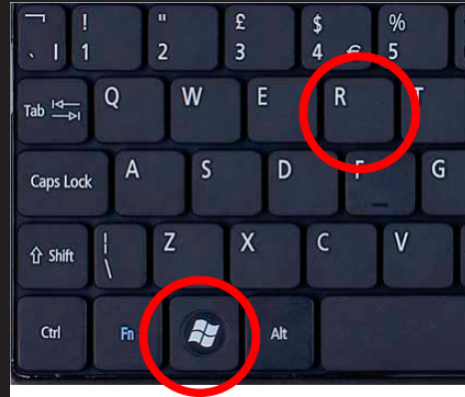 ¬ ! " £ $ %
` ¦ 1 2 3 4 € 5
Tab Q W E R T
Caps Lock A S D F G
⇧ Shift | \ Z X C V
Ctrl Fn Alt